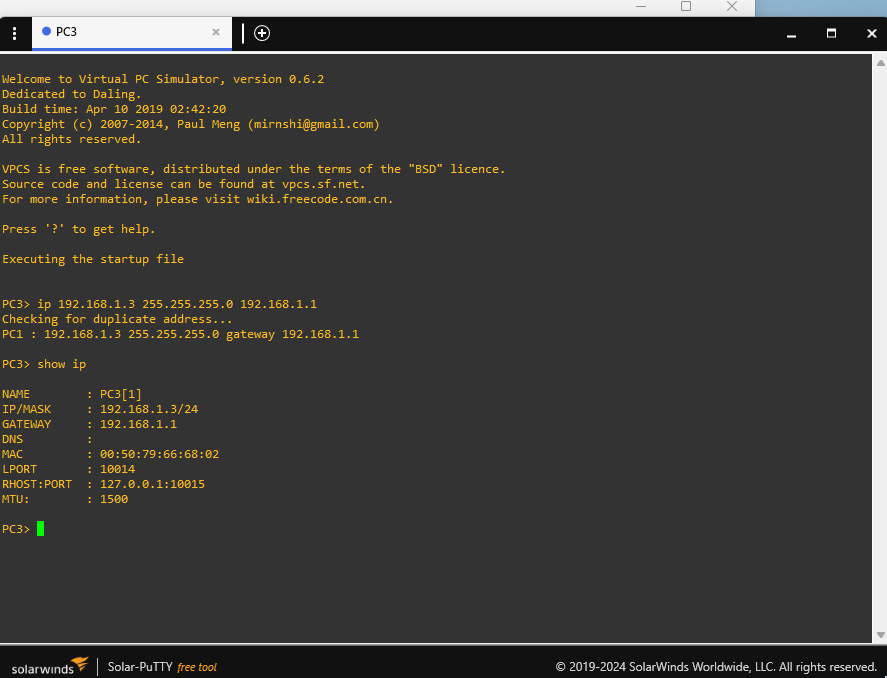 PC3
Welcome to Virtual PC Simulator, version 0.6.2
Dedicated to Daling.
Build time: Apr 10 2019 02:42:20
Copyright (c) 2007-2014, Paul Meng (mirnshi@gmail.com)
All rights reserved.
VPCS is free software, distributed under the terms of the "BSD" licence.
Source code and license can be found at vpcs.sf.net.
For more information, please visit wiki.freecode.com.cn.
Press '?' to get help.
Executing the startup file
PC3> ip 192.168.1.3 255.255.255.0 192.168.1.1
Checking for duplicate address...
PC1 : 192.168.1.3 255.255.255.0 gateway 192.168.1.1
PC3> show ip
NAME        : PC3[1]
IP/MASK     : 192.168.1.3/24
GATEWAY     : 192.168.1.1
DNS         :
MAC         : 00:50:79:66:68:02
LPORT       : 10014
RHOST:PORT  : 127.0.0.1:10015
MTU:        : 1500
PC3>
solarwinds Solar-PuTTY free tool © 2019-2024 SolarWinds Worldwide, LLC. All rights reserved.